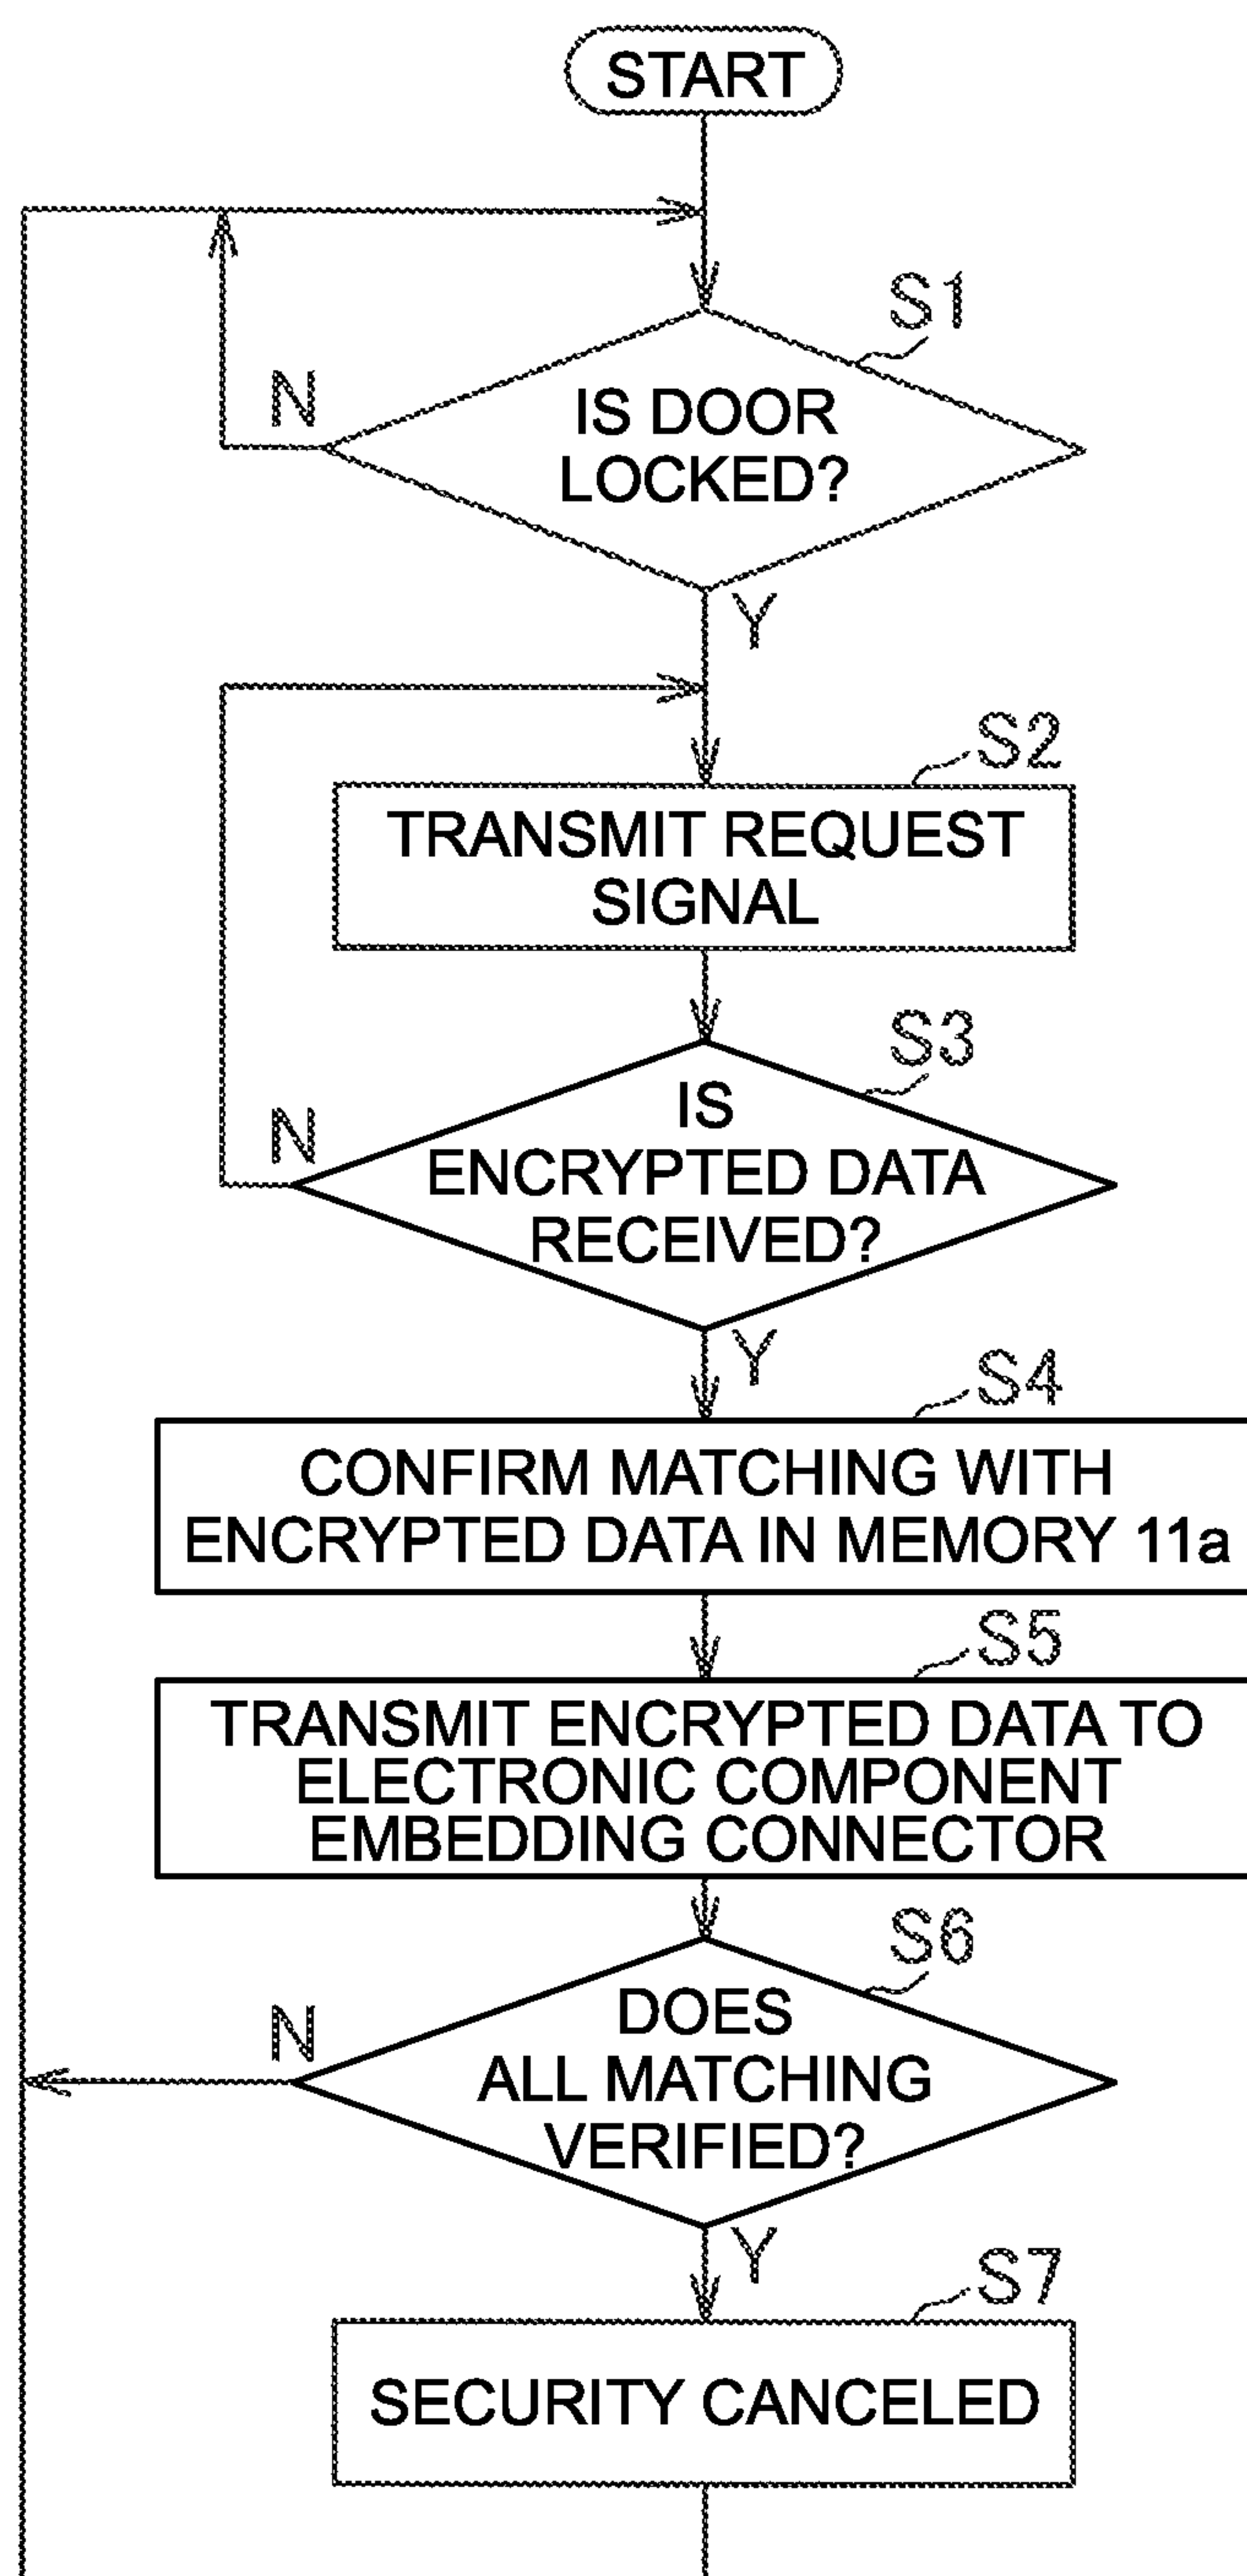 START
S1
N
IS DOOR
LOCKED?
Y
S2
TRANSMIT REQUEST
SIGNAL
S3
N
IS
ENCRYPTED DATA
RECEIVED?
Y
S4
CONFIRM MATCHING WITH
ENCRYPTED DATA IN MEMORY 11a
S5
TRANSMIT ENCRYPTED DATA TO
ELECTRONIC COMPONENT
EMBEDDING CONNECTOR
S6
N
DOES
ALL MATCHING
VERIFIED?
Y
S7
SECURITY CANCELED